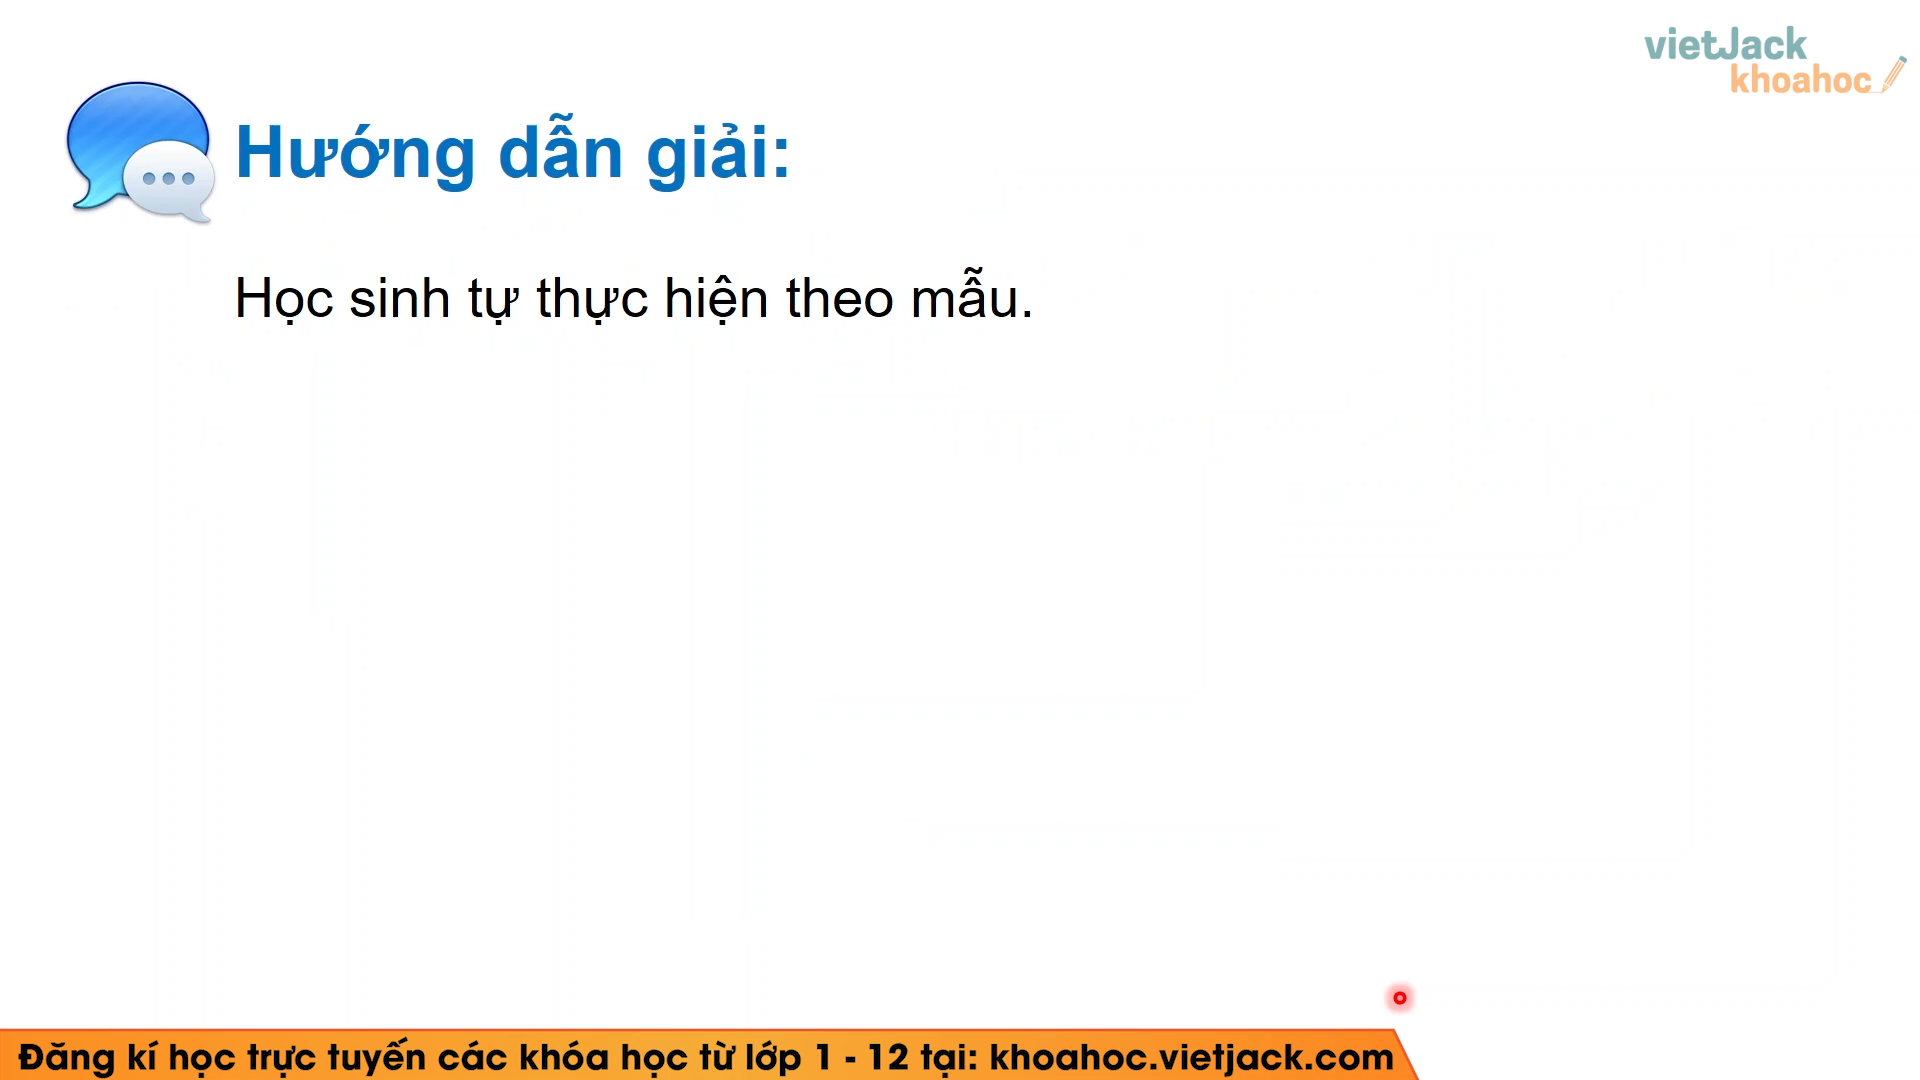 vietJack
khoahoc
Hướng dẫn giải:
Học sinh tự thực hiện theo mẫu.
Đăng kí học trực tuyến các khóa học từ lớp 1 - 12 tại: khoahoc.vietjack.com